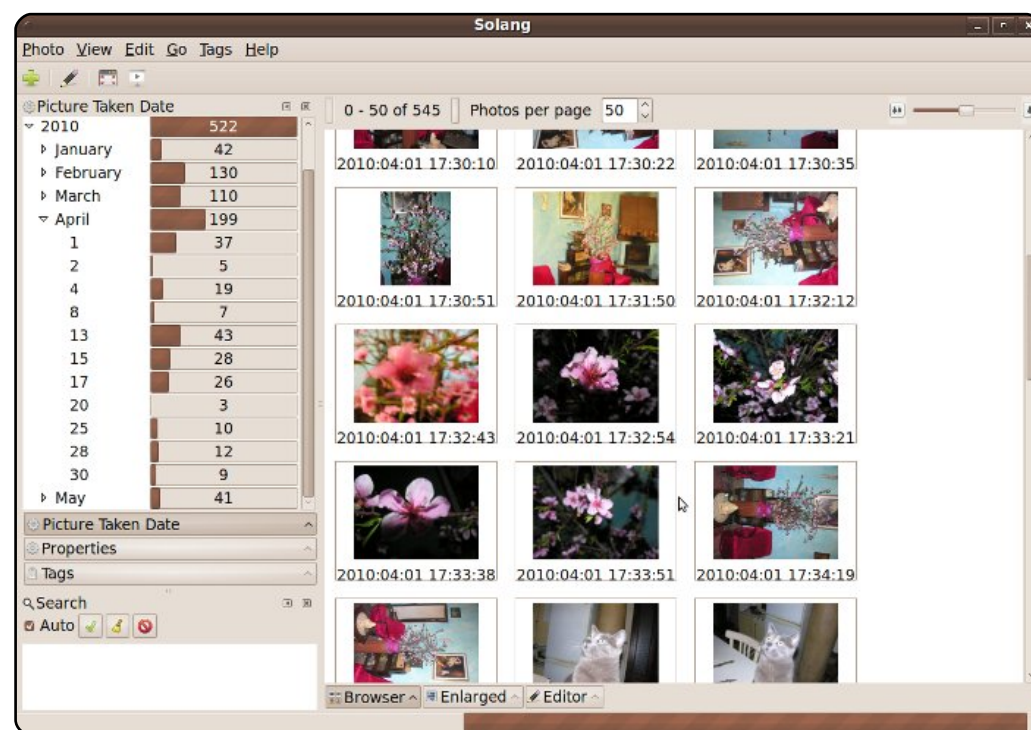 Solang
Photo View Edit Go Tags Help
Picture Taken Date
0 - 50 of 545 Photos per page 50
2010 522
January 42
February 130
March 110
April 199
1 37
2 5
4 19
8 7
13 43
15 28
17 26
20 3
25 10
28 12
30 9
May 41
Picture Taken Date
Properties
Tags
Search
Auto
2010:04:01 17:30:10 2010:04:01 17:30:22 2010:04:01 17:30:35
2010:04:01 17:30:51 2010:04:01 17:31:50 2010:04:01 17:32:12
2010:04:01 17:32:43 2010:04:01 17:32:54 2010:04:01 17:33:21
2010:04:01 17:33:38 2010:04:01 17:33:51 2010:04:01 17:34:19
Browser Enlarged Editor